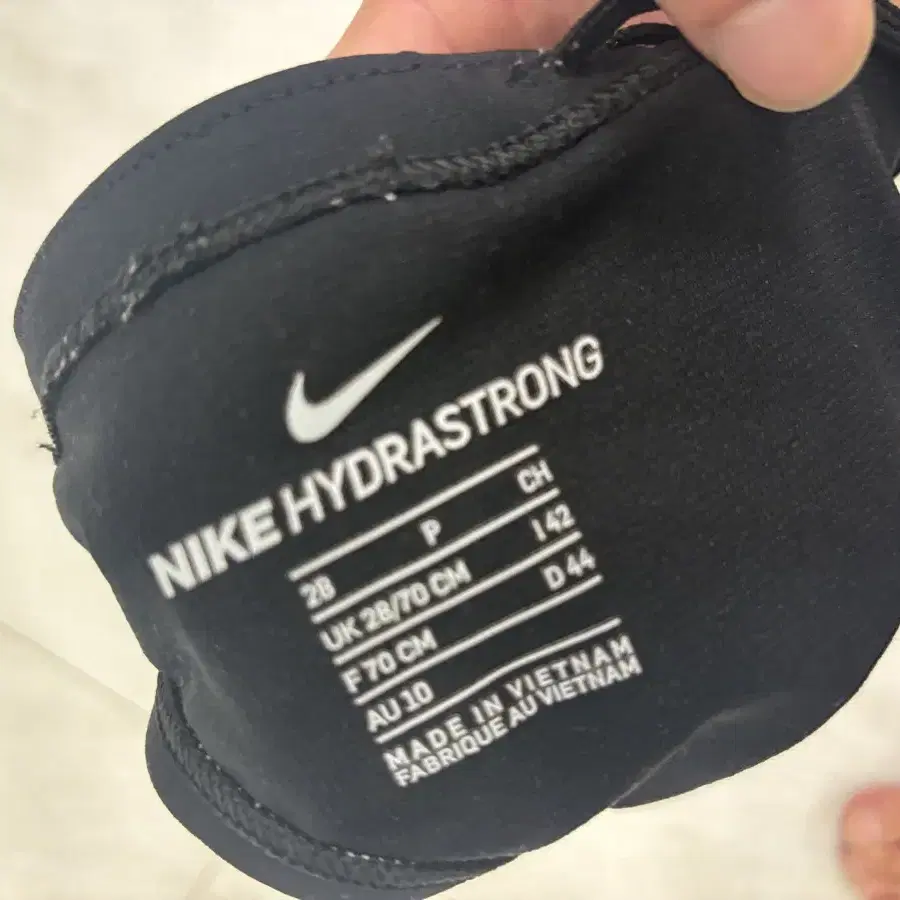 NIKE HYDRASTRONG
28 P CH
UK 28/70 CM I 42
F 70 CM D 44
AU 10
MADE IN VIETNAM
FABRIQUE AU VIETNAM